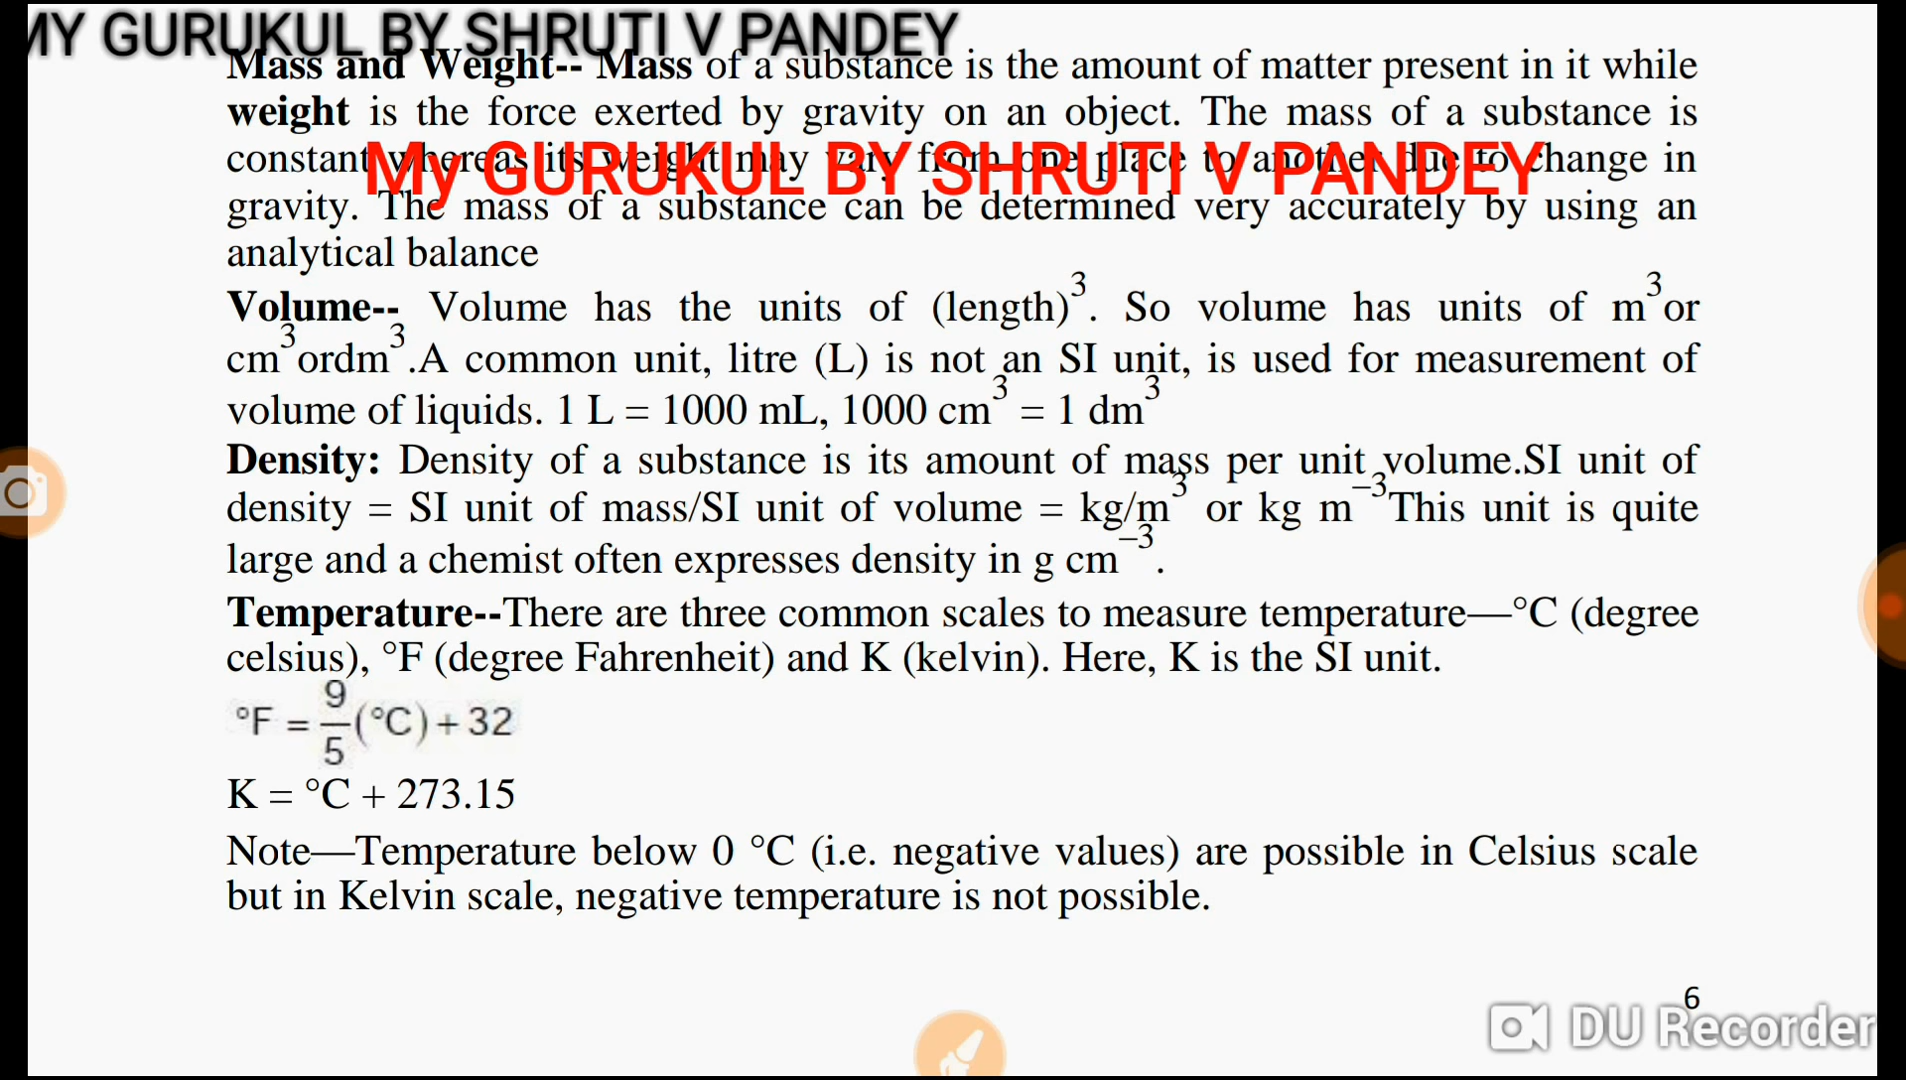 MY GURUKUL BY SHRUTI V PANDEY
Mass and Weight-- Mass of a substance is the amount of matter present in it while
weight is the force exerted by gravity on an object. The mass of a substance is
constant whereas its weight may vary from one place to another due to change in
My GURUKUL BY SHRUTI V PANDEY
gravity. The mass of a substance can be determined very accurately by using an
analytical balance
Volume-- Volume has the units of (length)³. So volume has units of m³or
cm³ordm³.A common unit, litre (L) is not an SI unit, is used for measurement of
volume of liquids. 1 L = 1000 mL, 1000 cm³ = 1 dm³
Density: Density of a substance is its amount of mass per unit volume.SI unit of
density = SI unit of mass/SI unit of volume = kg/m³ or kg m⁻³This unit is quite
large and a chemist often expresses density in g cm⁻³.
Temperature--There are three common scales to measure temperature—°C (degree
celsius), °F (degree Fahrenheit) and K (kelvin). Here, K is the SI unit.
°F = 9/5(°C) + 32
K = °C + 273.15
Note—Temperature below 0 °C (i.e. negative values) are possible in Celsius scale
but in Kelvin scale, negative temperature is not possible.
6
DU Recorder